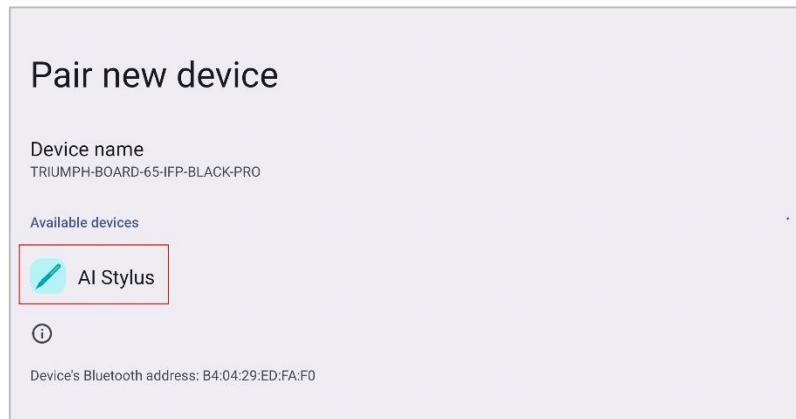 Pair new device
Device name
TRIUMPH-BOARD-65-IFP-BLACK-PRO
Available devices
AI Stylus
Device's Bluetooth address: B4:04:29:ED:FA:F0